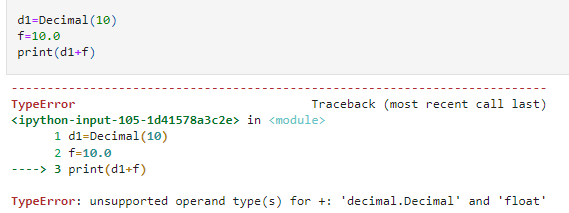 d1=Decimal(10)
f=10.0
print(d1+f)
---------------------------------------------------------------------------
TypeError                                 Traceback (most recent call last)
<ipython-input-105-1d41578a3c2e> in <module>
      1 d1=Decimal(10)
      2 f=10.0
----> 3 print(d1+f)
TypeError: unsupported operand type(s) for +: 'decimal.Decimal' and 'float'